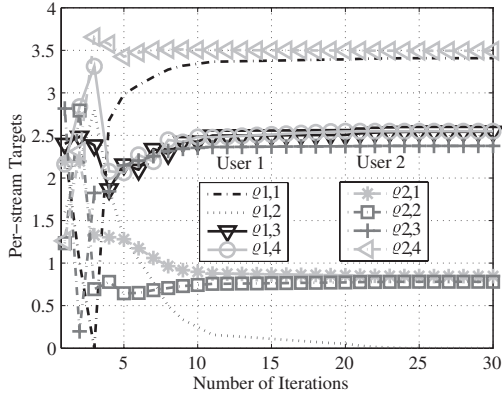 4
3.5
3
2.5
2
1.5
1
0.5
0
Per-stream Targets
User 1
User 2
ϱ1,1
ϱ1,2
ϱ1,3
ϱ1,4
ϱ2,1
ϱ2,2
ϱ2,3
ϱ2,4
5 10 15 20 25 30
Number of Iterations